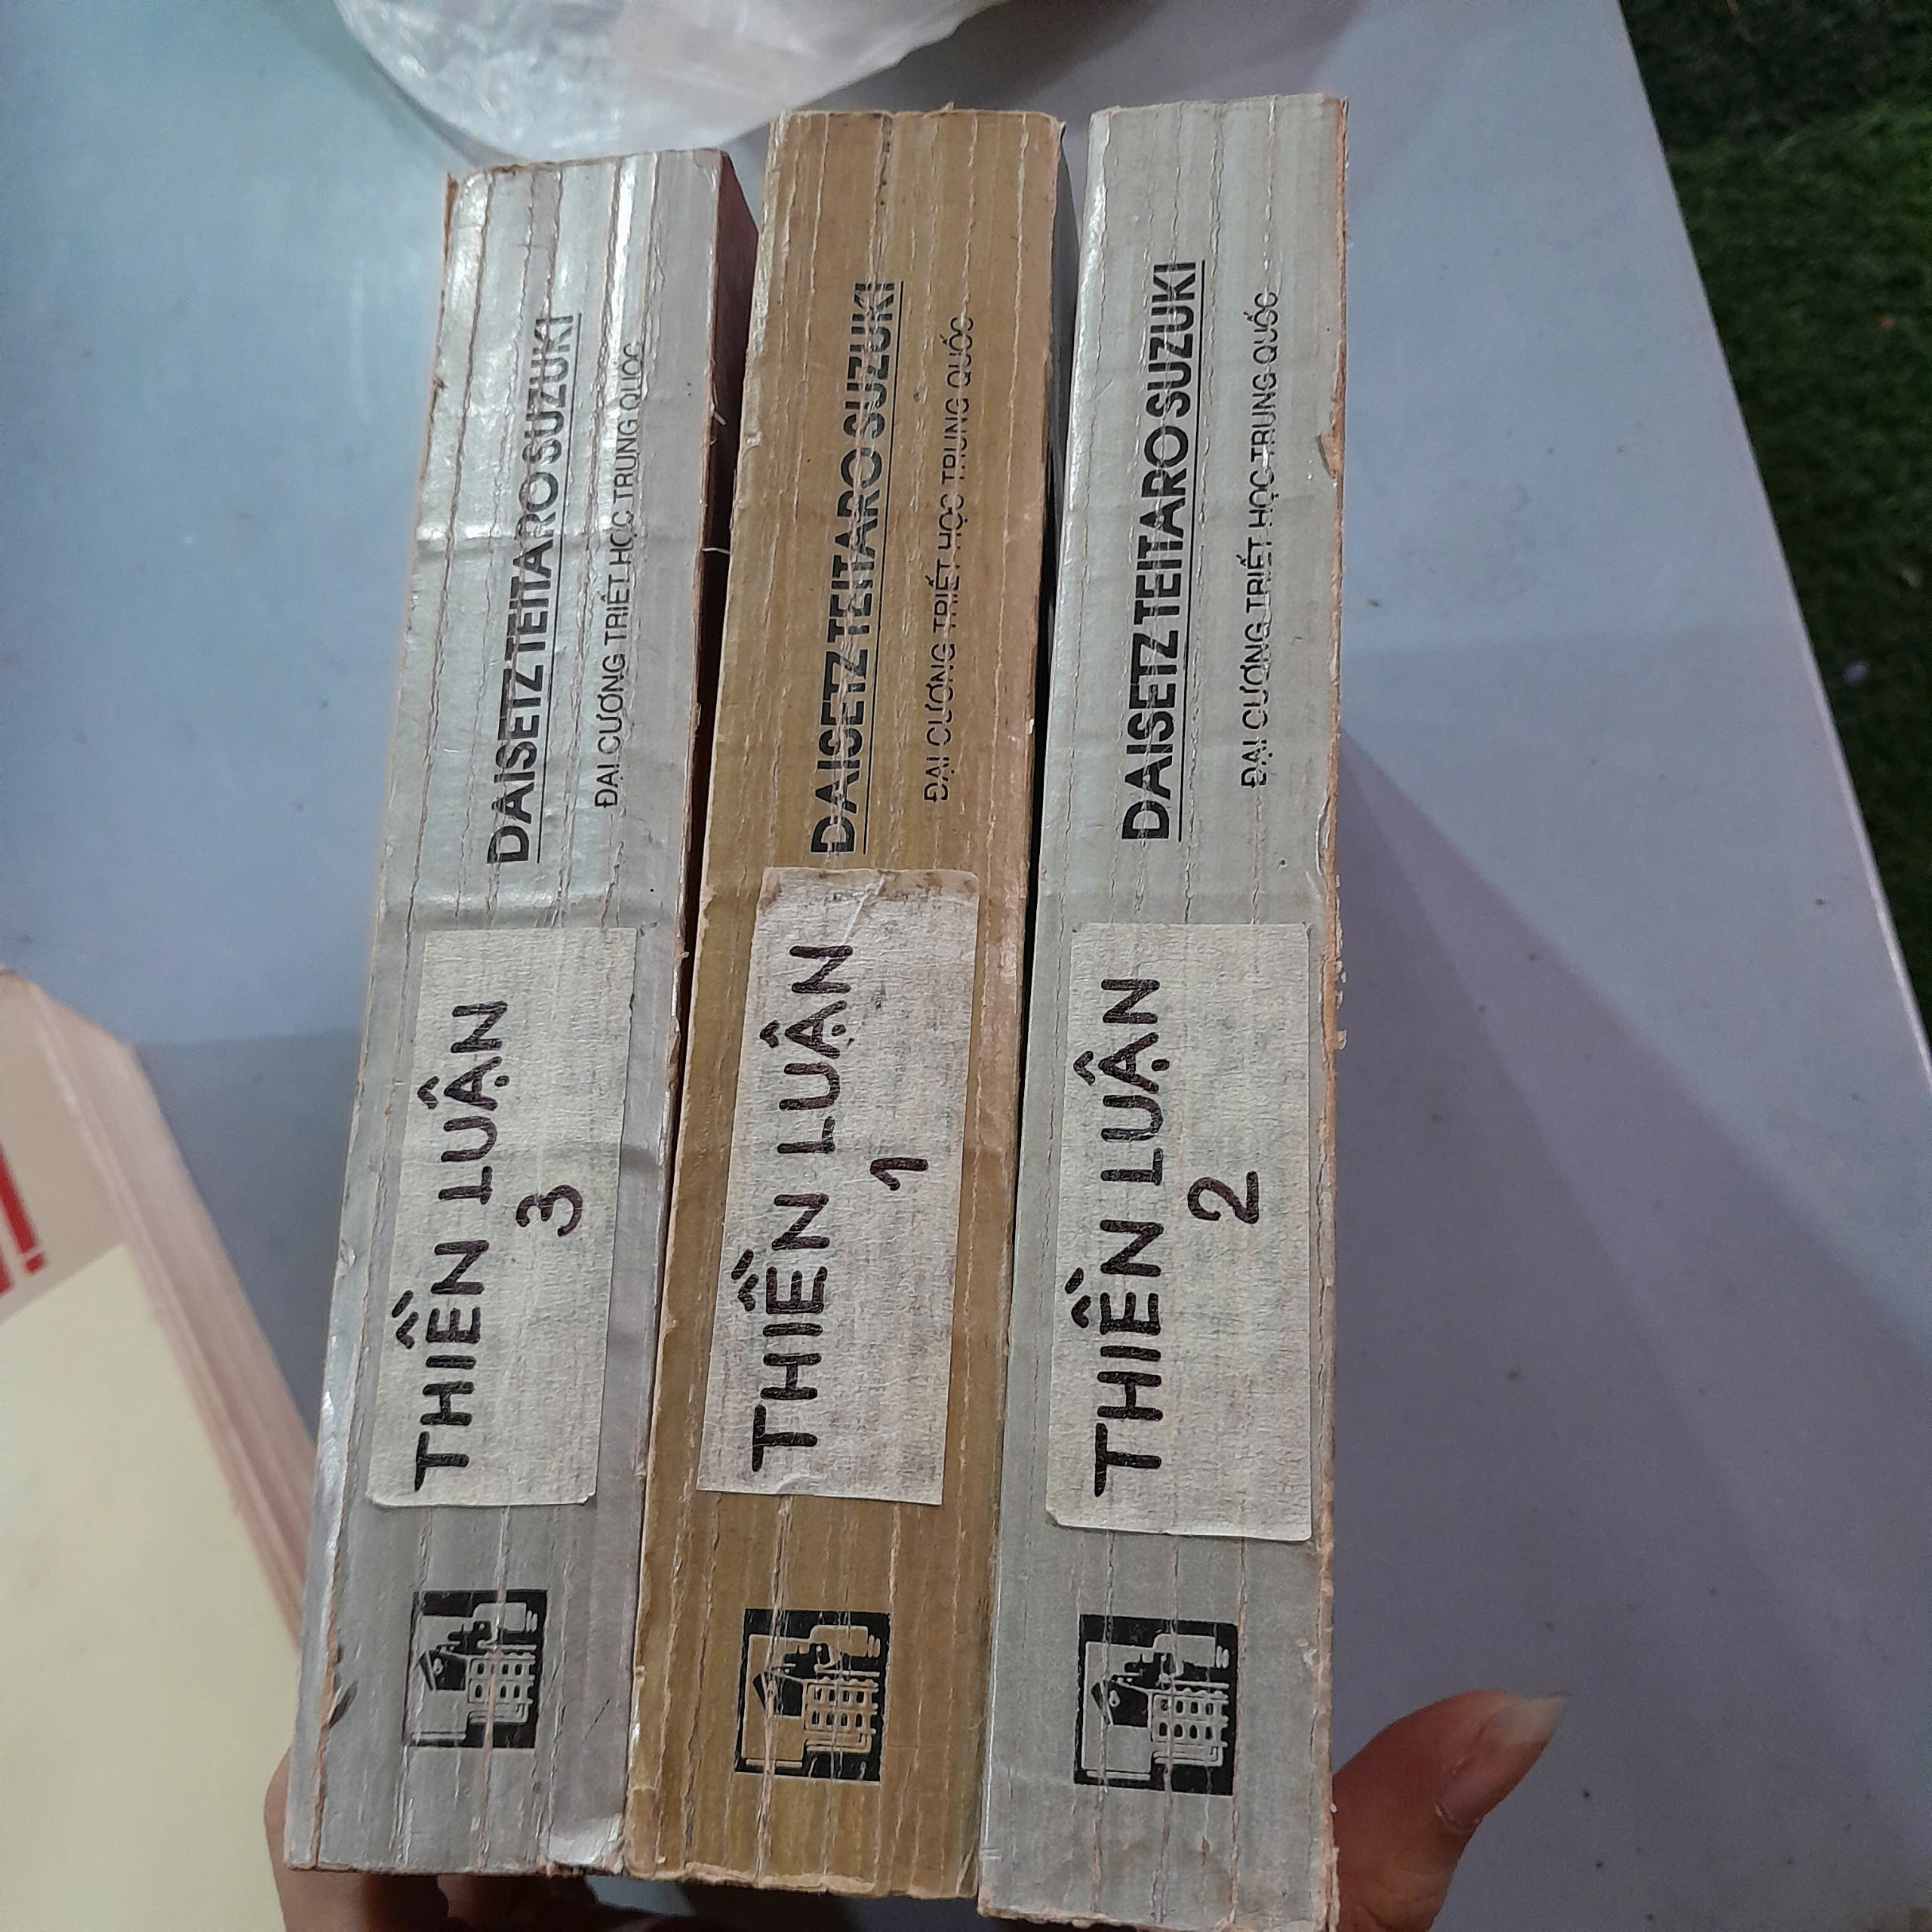 DAISETZ TEITARO SUZUKI
ĐẠI CƯƠNG TRIẾT HỌC TRUNG QUỐC
THIỀN LUẬN
3
DAISETZ TEITARO SUZUKI
ĐẠI CƯƠNG TRIẾT HỌC TRUNG QUỐC
THIỀN LUẬN
1
DAISETZ TEITARO SUZUKI
ĐẠI CƯƠNG TRIẾT HỌC TRUNG QUỐC
THIỀN LUẬN
2